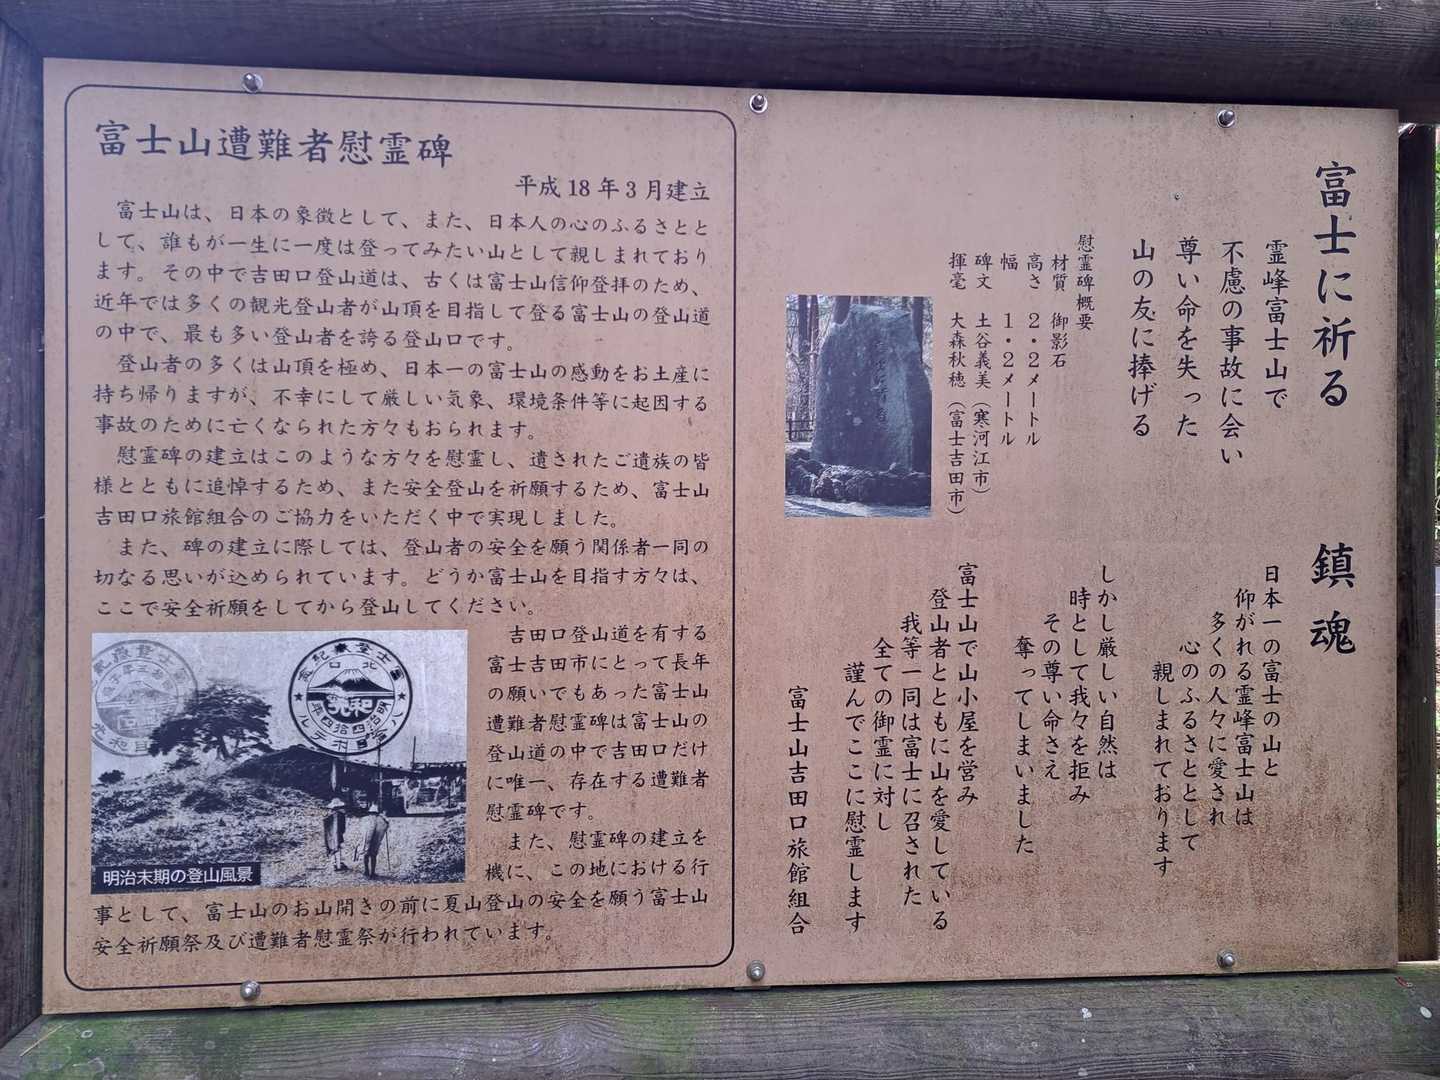 富士山遭難者慰霊碑
平成18年3月建立
富士山は、日本の象徴として、また、日本人の心のふるさとと
して、誰もが一生に一度は登ってみたい山として親しまれており
ます。その中で吉田口登山道は、古くは富士山信仰登拝のため、
近年では多くの観光登山者が山頂を目指して登る富士山の登山道
の中で、最も多い登山者を誇る登山口です。
登山者の多くは山頂を極め、日本一の富士山の感動をお土産に
持ち帰りますが、不幸にして厳しい気象、環境条件等に起因する
事故のために亡くなられた方々もおられます。
慰霊碑の建立はこのような方々を慰霊し、遺されたご遺族の皆
様とともに追悼するため、また安全登山を祈願するため、富士山
吉田口旅館組合のご協力をいただく中で実現しました。
また、碑の建立に際しては、登山者の安全を願う関係者一同の
切なる思いが込められています。どうか富士山を目指す方々は、
ここで安全祈願をしてから登山してください。
吉田口登山道を有する
富士吉田市にとって長年
の願いでもあった富士山
遭難者慰霊碑は富士山の
登山道の中で吉田口だけ
に唯一、存在する遭難者
慰霊碑です。
また、慰霊碑の建立を
機に、この地における行
事として、富士山のお山開きの前に夏山登山の安全を願う富士山
安全祈願祭及び遭難者慰霊祭が行われています。
明治末期の登山風景
富士に祈る
霊峰富士山で
不慮の事故に会い
尊い命を失った
山の友に捧げる
慰霊碑概要
材質 御影石
高さ 2・2メートル
幅 1・2メートル
碑文 土谷義美(寒河江市)
揮毫 大森秋穂(富士吉田市)
鎮魂
日本一の富士の山と
仰がれる霊峰富士山は
多くの人々に愛され
心のふるさととして
親しまれております
しかし厳しい自然は
時として我々を拒み
その尊い命さえ
奪ってしまいました
富士山で山小屋を営み
登山者とともに山を愛している
我等一同は富士に召された
全ての御霊に対し
謹んでここに慰霊します
富士山吉田口旅館組合